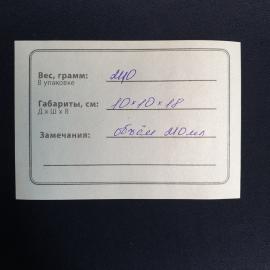 Вес, грамм: 240
В упаковке
Габариты, см: 10×10×18
Д х Ш х В
Замечания: объём 210 мл